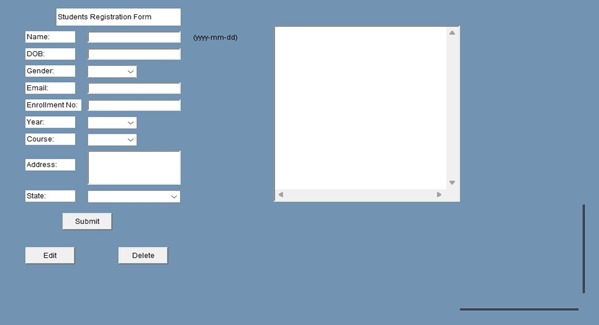 Students Registration Form
Name:
(yyyy-mm-dd)
DOB:
Gender:
Email:
Enrollment No:
Year:
Course:
Address:
State:
Submit
Edit
Delete